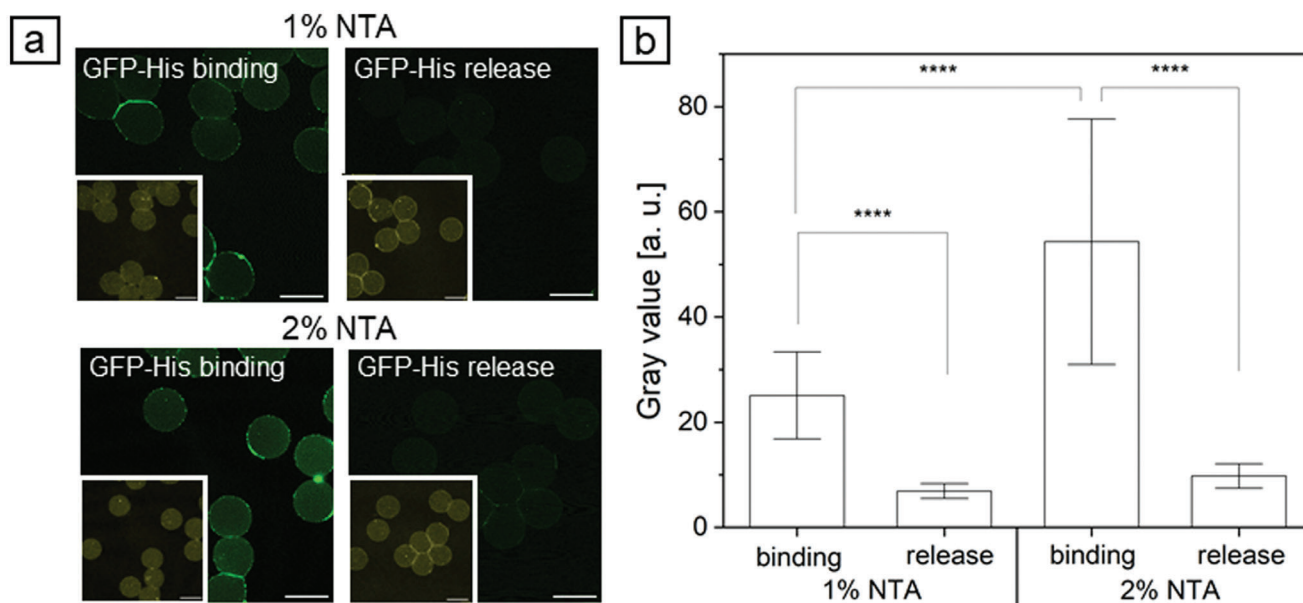 a
1% NTA
GFP-His binding
GFP-His release
2% NTA
GFP-His binding
GFP-His release
b
Gray value [a. u.]
80
60
40
20
0
****
****
****
binding
release
binding
release
1% NTA
2% NTA